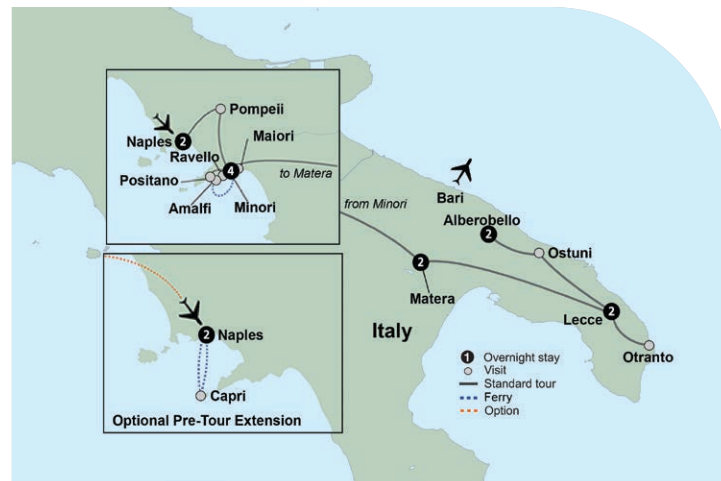 Pompeii
Naples
2
Ravello
Maiori
4
Positano
to Matera
Amalfi
Minori
Bari
from Minori
Alberobello
2
Ostuni
2
Matera
Lecce
2
Italy
Otranto
2
Naples
Capri
Optional Pre-Tour Extension
1 Overnight stay
Visit
Standard tour
Ferry
Option